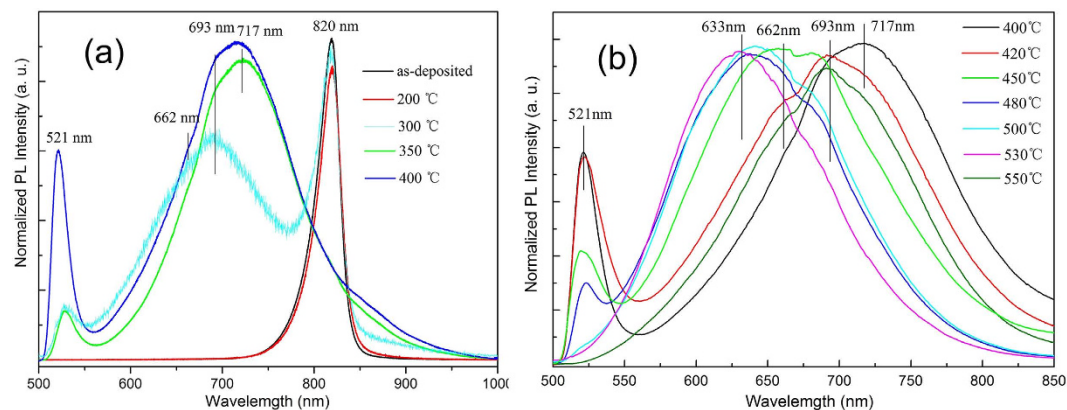 (a)
521 nm
662 nm
693 nm
717 nm
820 nm
as-deposited
200 ℃
300 ℃
350 ℃
400 ℃
Normalized PL Intensity (a. u.)
500
600
700
800
900
Wavelength (nm)
(b)
521nm
633nm
662nm
693nm
717nm
400℃
420℃
450℃
480℃
500℃
530℃
550℃
Normalized PL Intensity (a. u.)
500
550
600
650
700
750
800
850
Wavelength (nm)